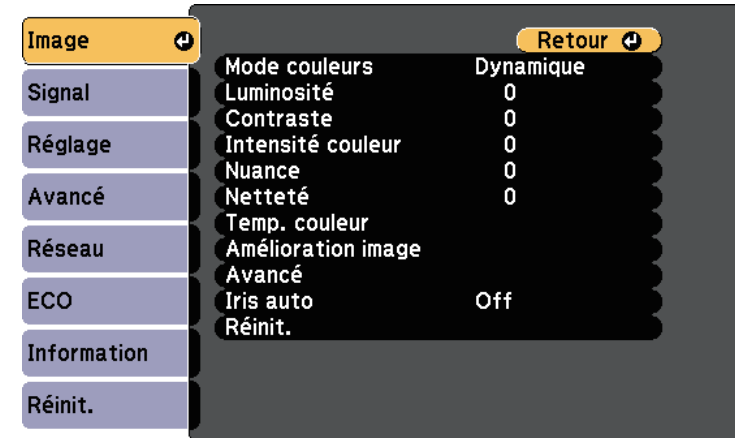 Image
Signal
Réglage
Avancé
Réseau
ECO
Information
Réinit.
Retour
Mode couleurs Dynamique
Luminosité 0
Contraste 0
Intensité couleur 0
Nuance 0
Netteté 0
Temp. couleur
Amélioration image
Avancé
Iris auto Off
Réinit.